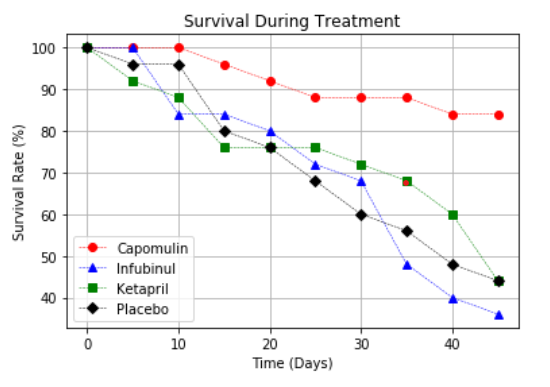 Survival During Treatment
100
90
80
70
60
50
40
Survival Rate (%)
Capomulin
Infubinul
Ketapril
Placebo
0
10
20
30
40
Time (Days)